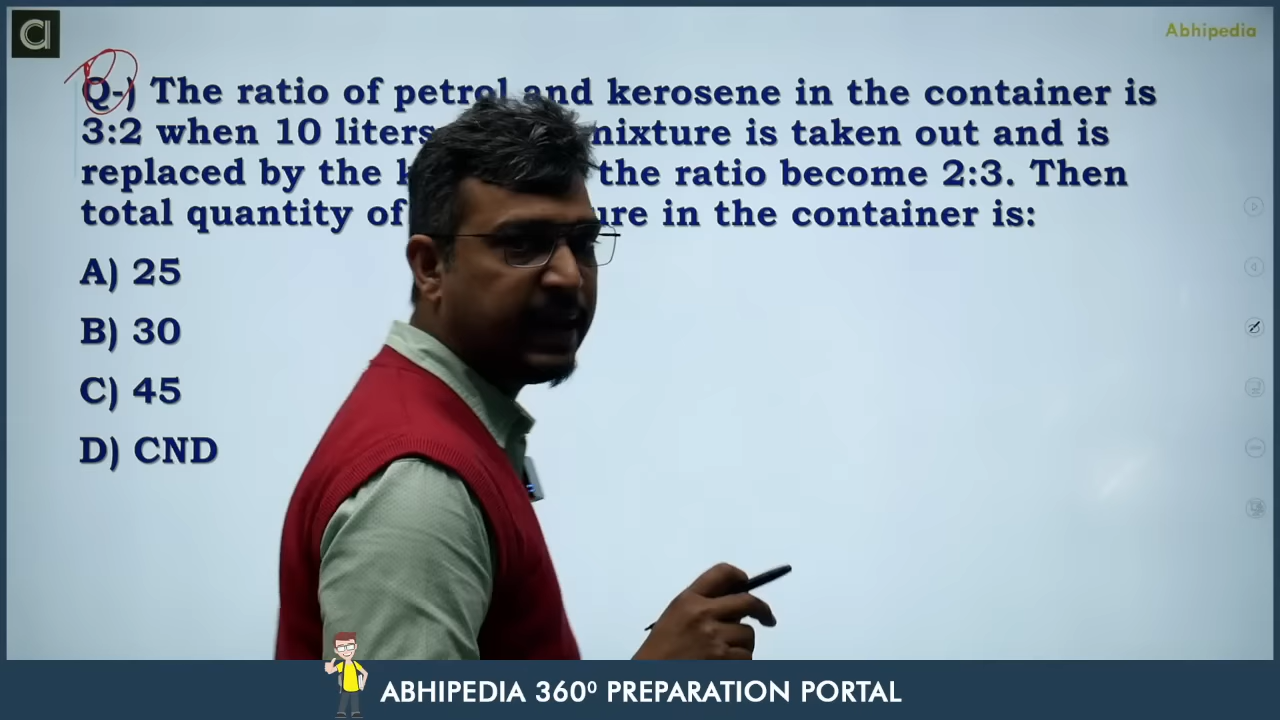 Abhipedia
Q-) The ratio of petrol and kerosene in the container is
3:2 when 10 liters mixture is taken out and is
replaced by the the ratio become 2:3. Then
total quantity of in the container is:
A) 25
B) 30
C) 45
D) CND
ABHIPEDIA 360⁰ PREPARATION PORTAL